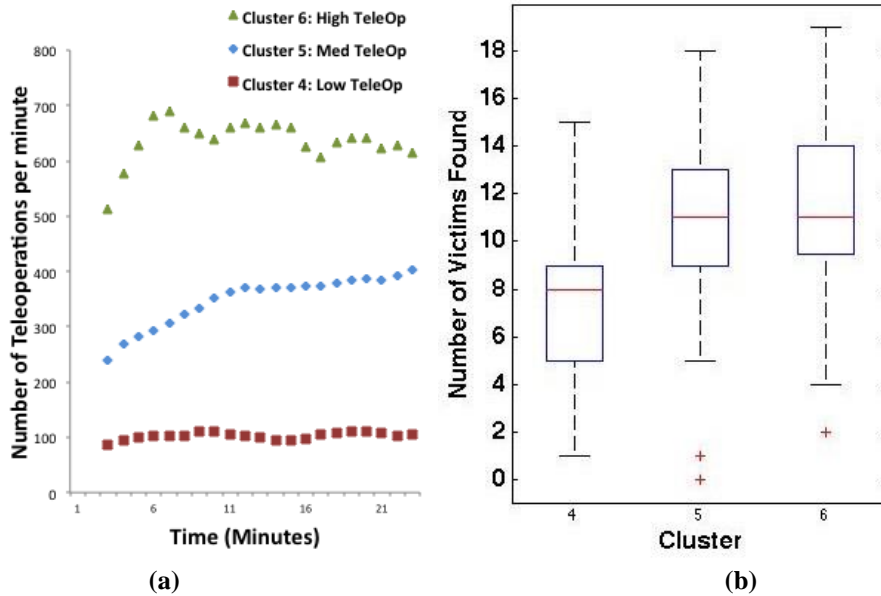 Cluster 6: High TeleOp
Cluster 5: Med TeleOp
Cluster 4: Low TeleOp
Number of Teleoperations per minute
800
700
600
500
400
300
200
100
0
1 6 11 16 21
Time (Minutes)
(a)
Number of Victims Found
18
16
14
12
10
8
6
4
2
0
4 5 6
Cluster
(b)